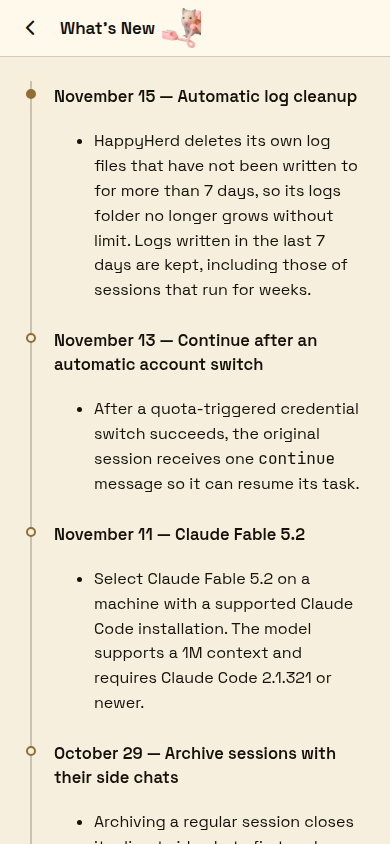 What's New
November 15 — Automatic log cleanup
HappyHerd deletes its own log
files that have not been written to
for more than 7 days, so its logs
folder no longer grows without
limit. Logs written in the last 7
days are kept, including those of
sessions that run for weeks.
November 13 — Continue after an
automatic account switch
After a quota-triggered credential
switch succeeds, the original
session receives one continue
message so it can resume its task.
November 11 — Claude Fable 5.2
Select Claude Fable 5.2 on a
machine with a supported Claude
Code installation. The model
supports a 1M context and
requires Claude Code 2.1.321 or
newer.
October 29 — Archive sessions with
their side chats
Archiving a regular session closes